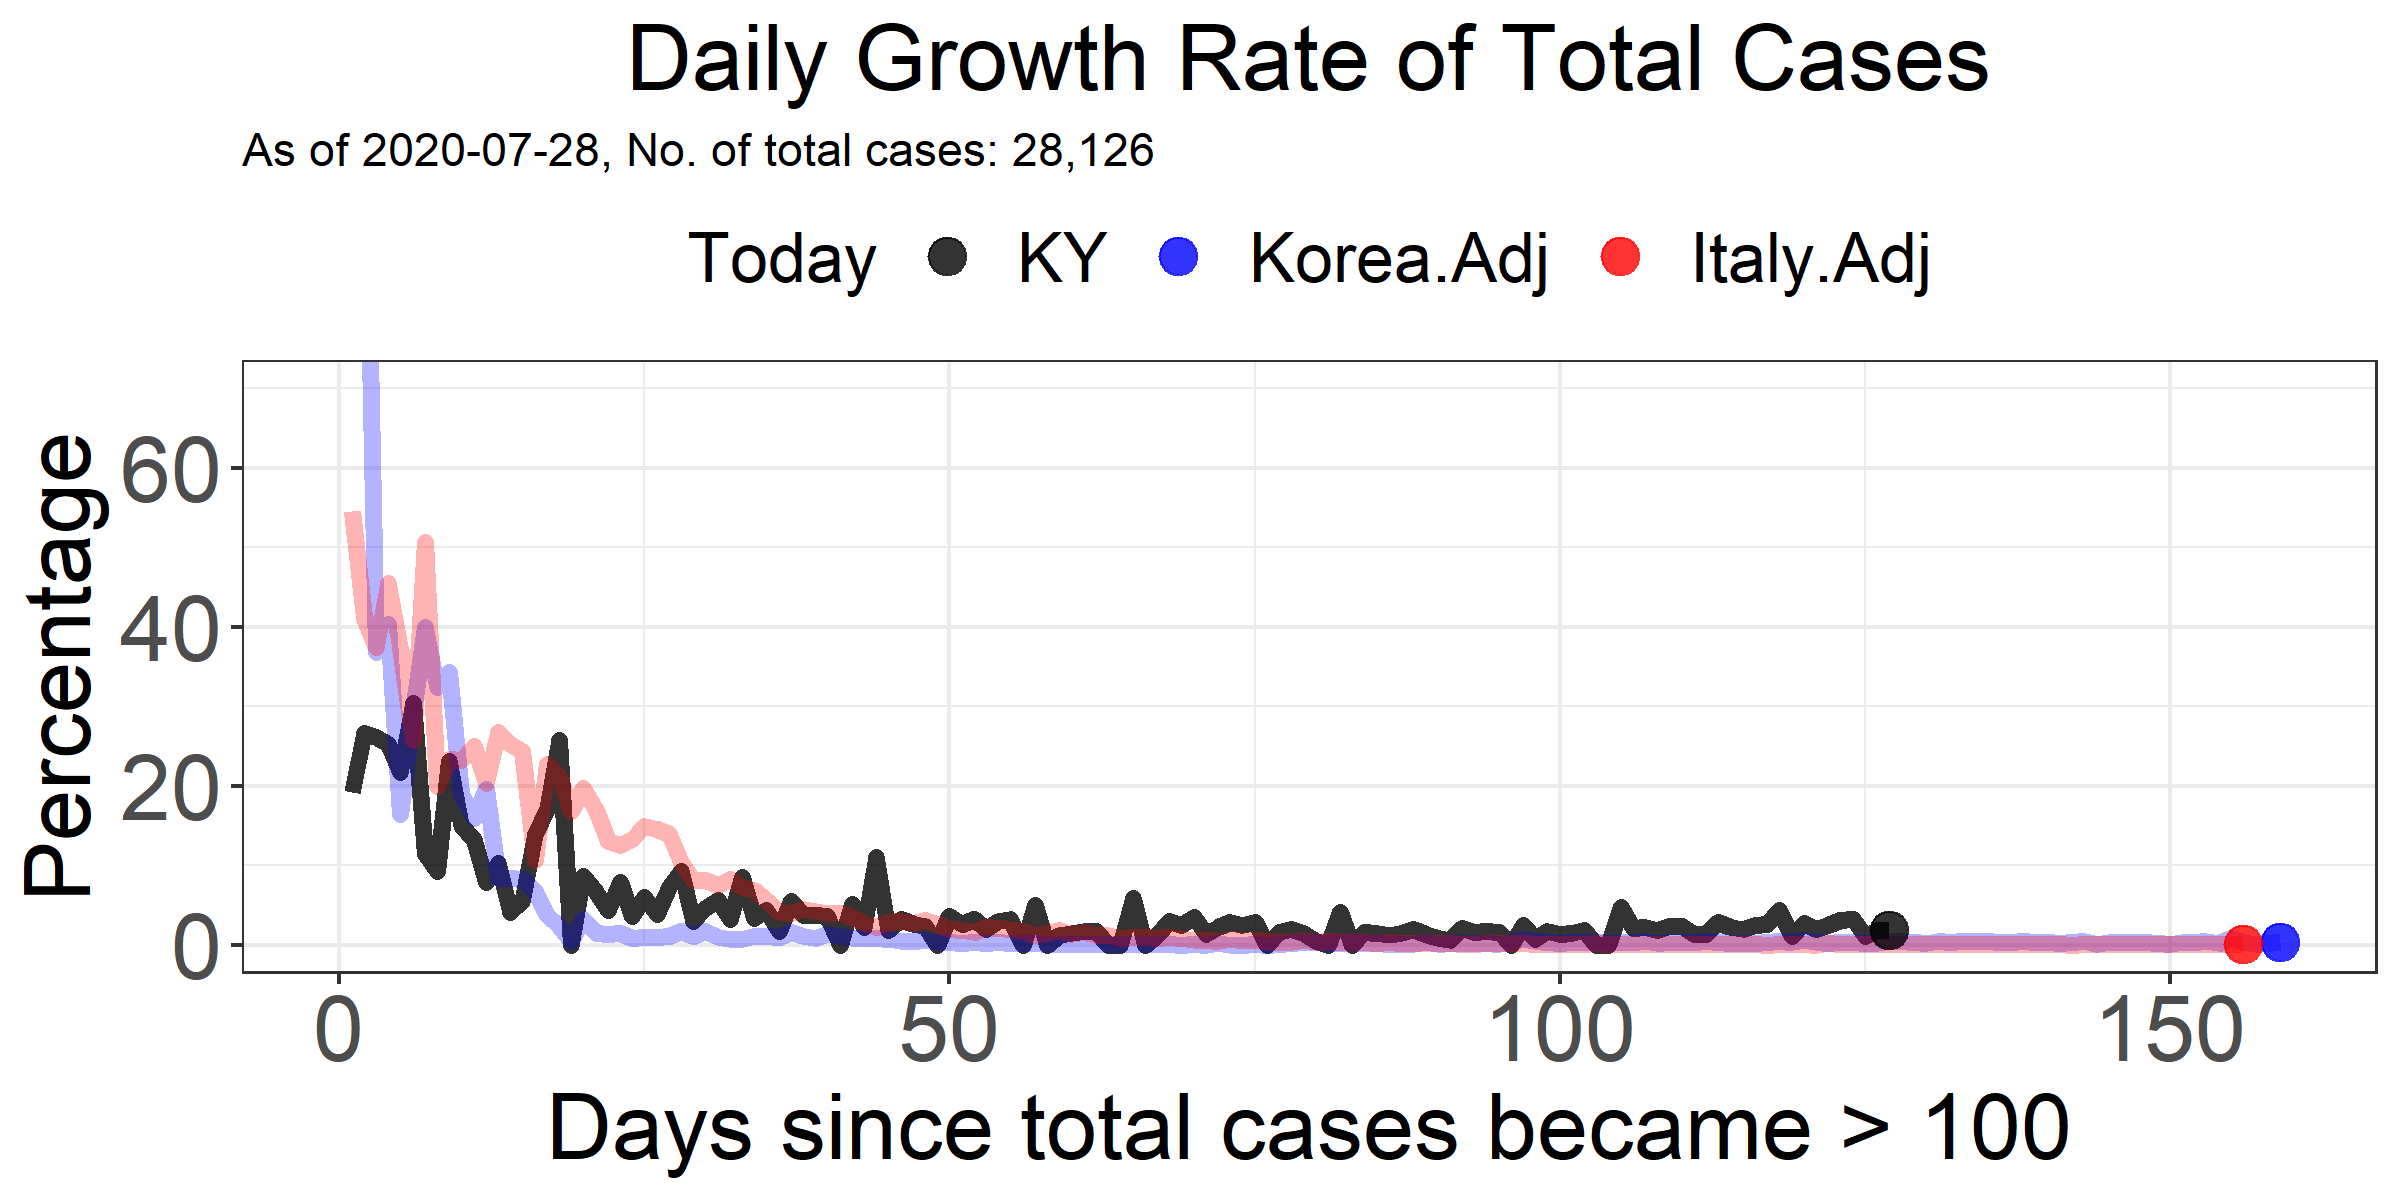 Daily Growth Rate of Total Cases
As of 2020-07-28, No. of total cases: 28,126
Today KY Korea.Adj Italy.Adj
Percentage
60
40
20
0
0 50 100 150
Days since total cases became > 100